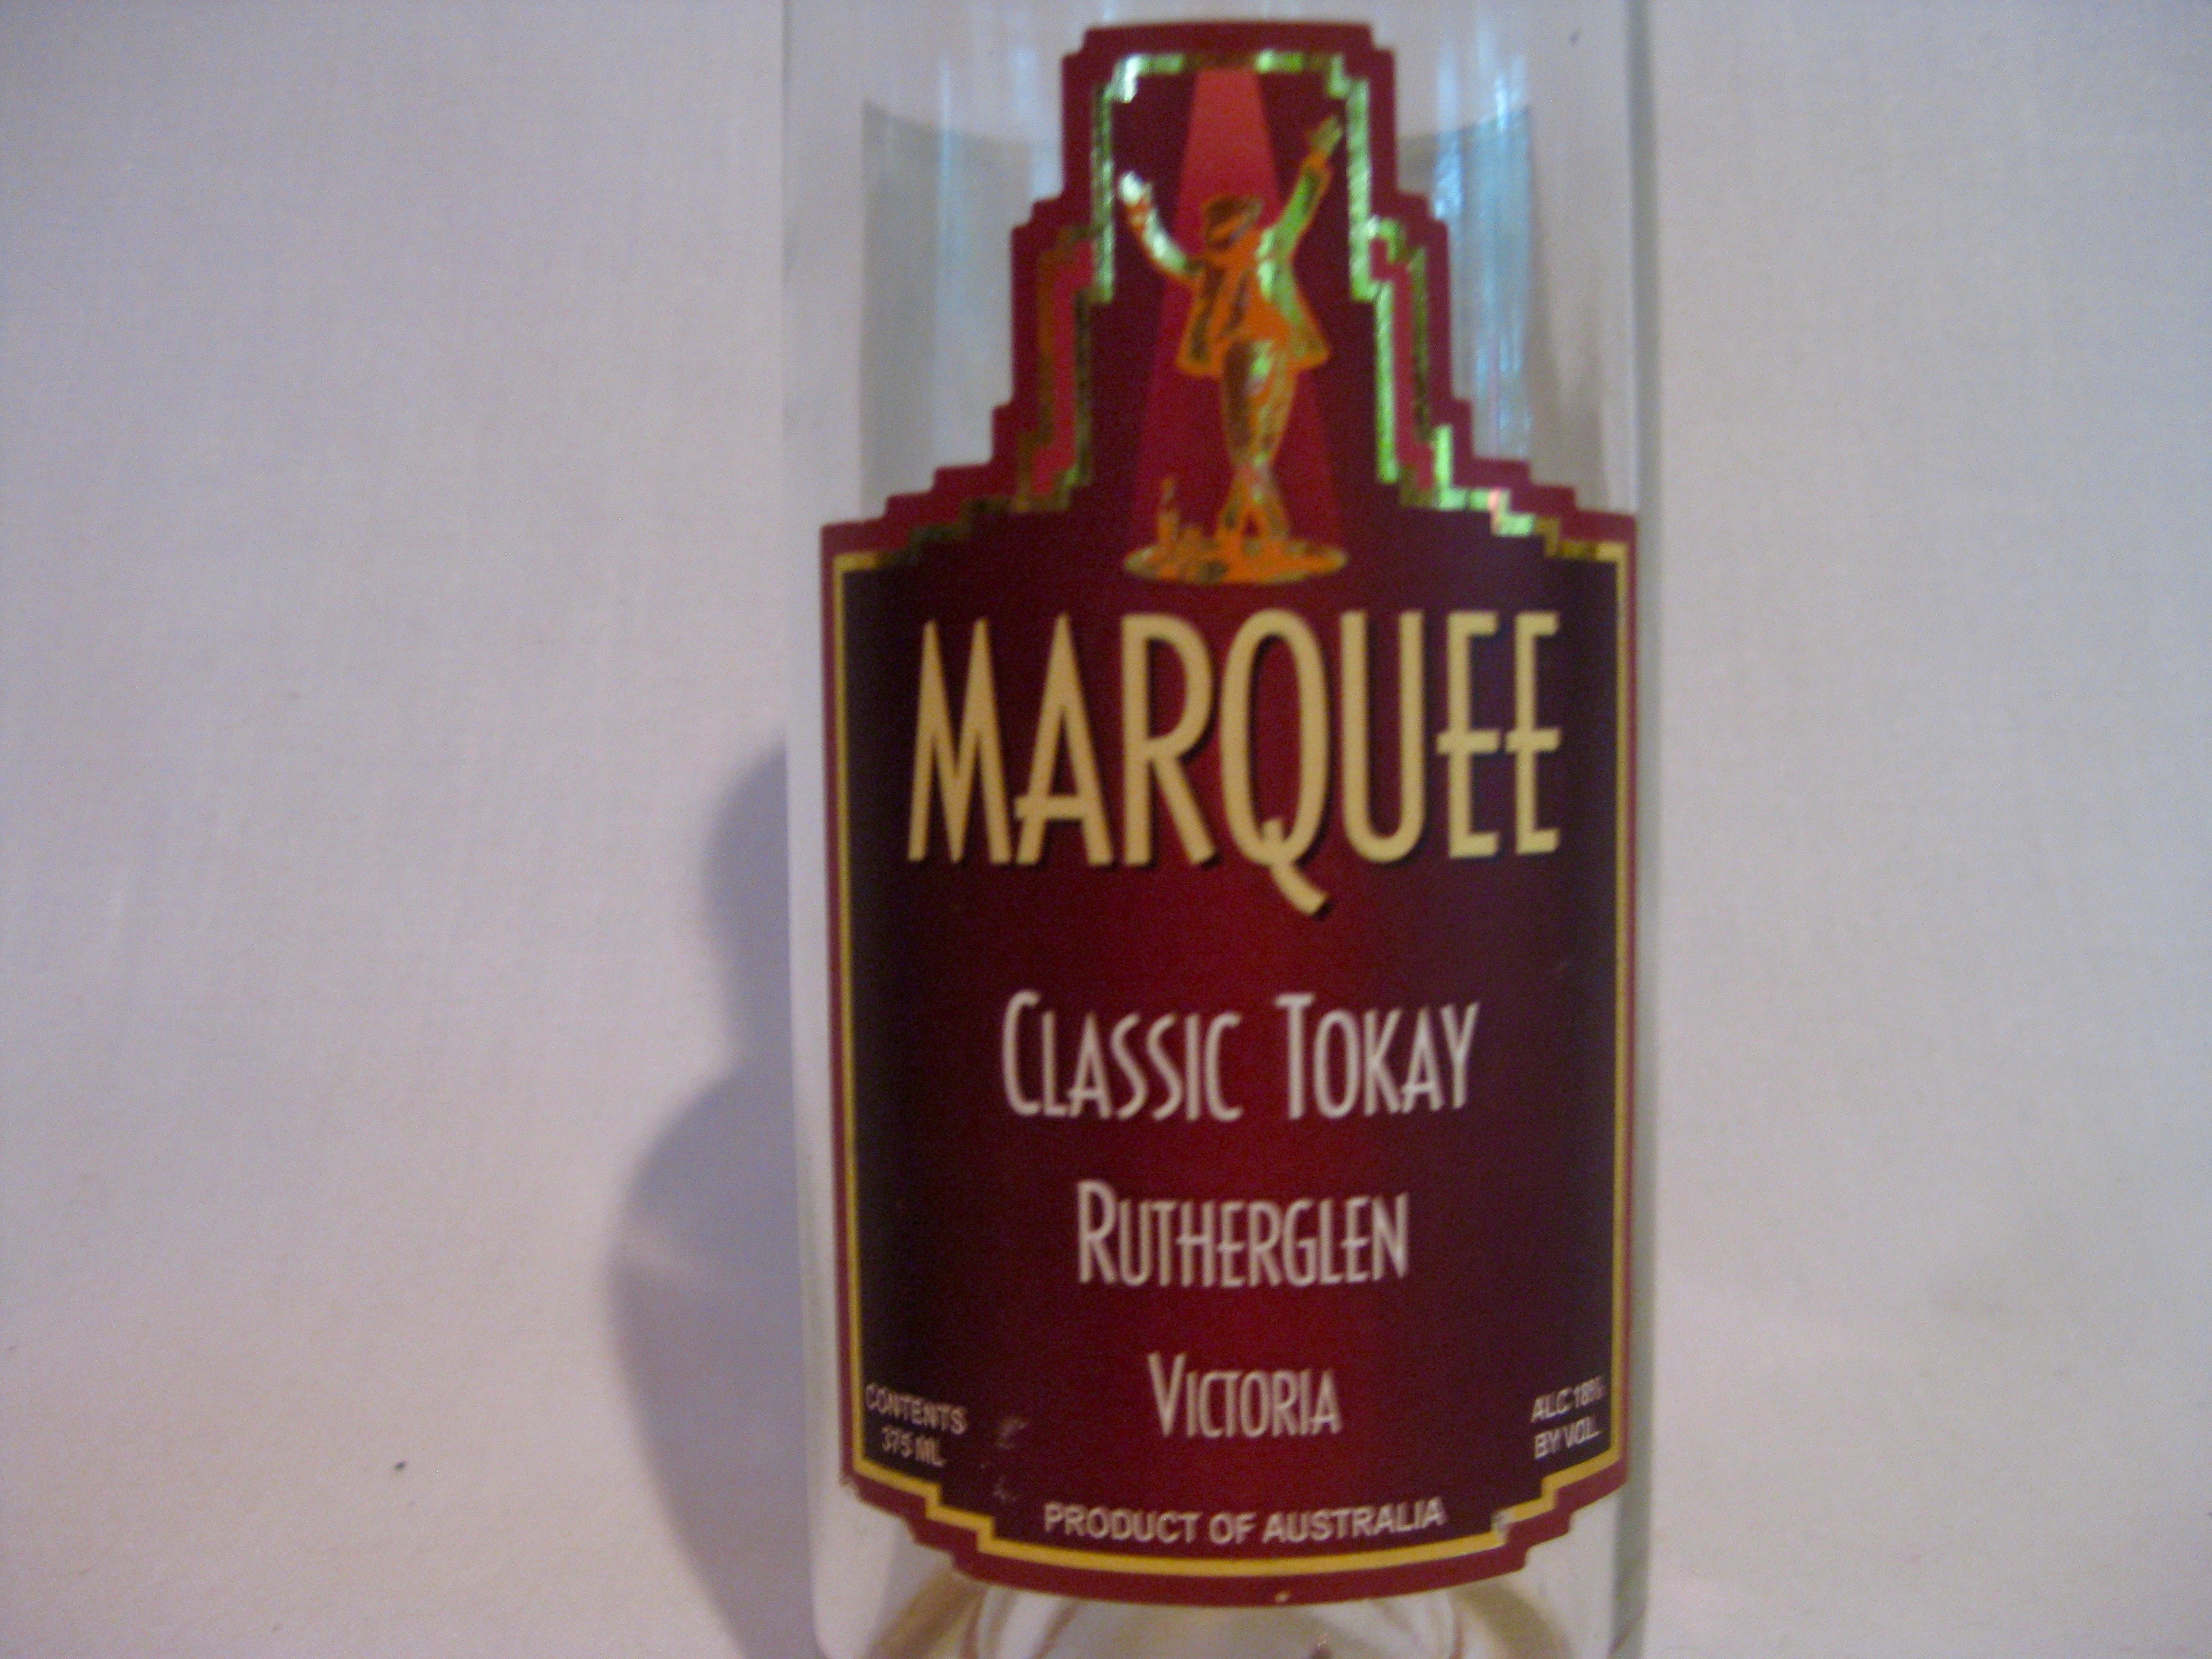 MARQUEE
CLASSIC TOKAY
RUTHERGLEN
VICTORIA
CONTENTS
375 ML
ALC 18%
BY VOL.
PRODUCT OF AUSTRALIA